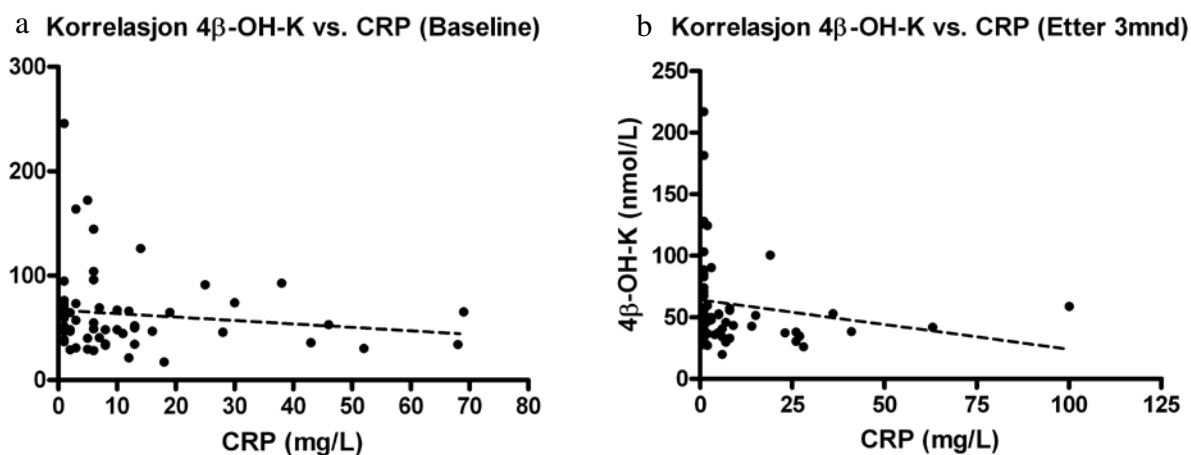 a Korrelasjon 4β-OH-K vs. CRP (Baseline)
300
200
100
0
0 10 20 30 40 50 60 70 80
CRP (mg/L)
b Korrelasjon 4β-OH-K vs. CRP (Etter 3mnd)
4β-OH-K (nmol/L)
250
200
150
100
50
0
0 25 50 75 100 125
CRP (mg/L)